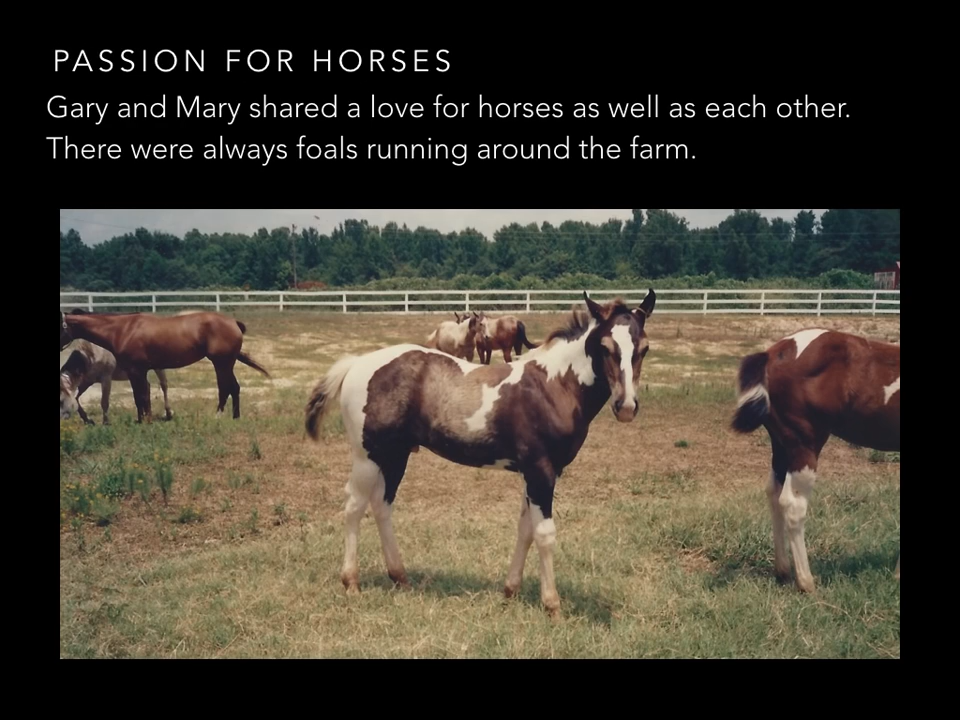 PASSION FOR HORSES
Gary and Mary shared a love for horses as well as each other.
There were always foals running around the farm.